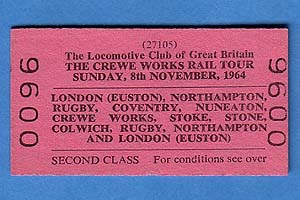 (27105)
The Locomotive Club of Great Britain
THE CREWE WORKS RAIL TOUR
SUNDAY, 8th NOVEMBER, 1964
LONDON (EUSTON), NORTHAMPTON,
RUGBY, COVENTRY, NUNEATON,
CREWE WORKS, STOKE, STONE,
COLWICH, RUGBY, NORTHAMPTON
AND LONDON (EUSTON)
SECOND CLASS For conditions see over
0096
0096